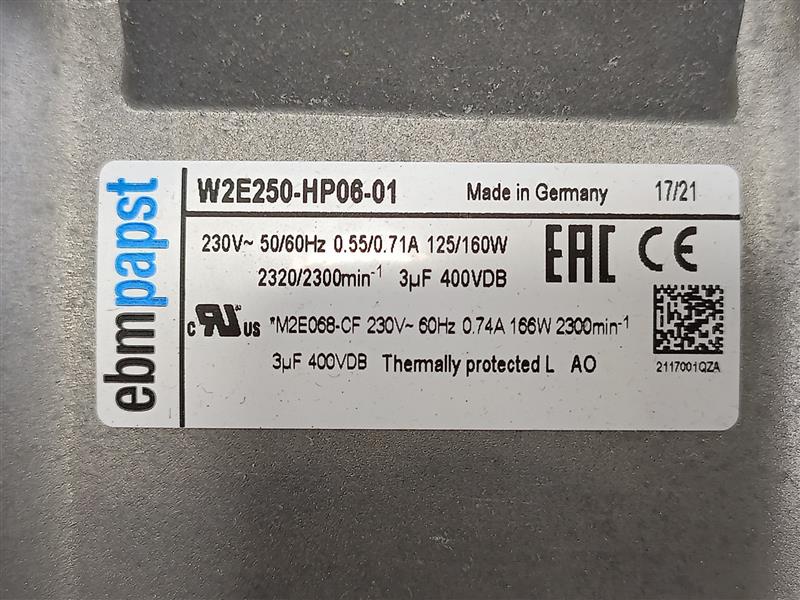 ebmpapst
W2E250-HP06-01 Made in Germany 17/21
230V~ 50/60Hz 0.55/0.71A 125/160W
2320/2300min-1 3µF 400VDB
EAC CE
c RU US *M2E068-CF 230V~ 60Hz 0.74A 166W 2300min-1
3µF 400VDB Thermally protected L AO
2117001QZA